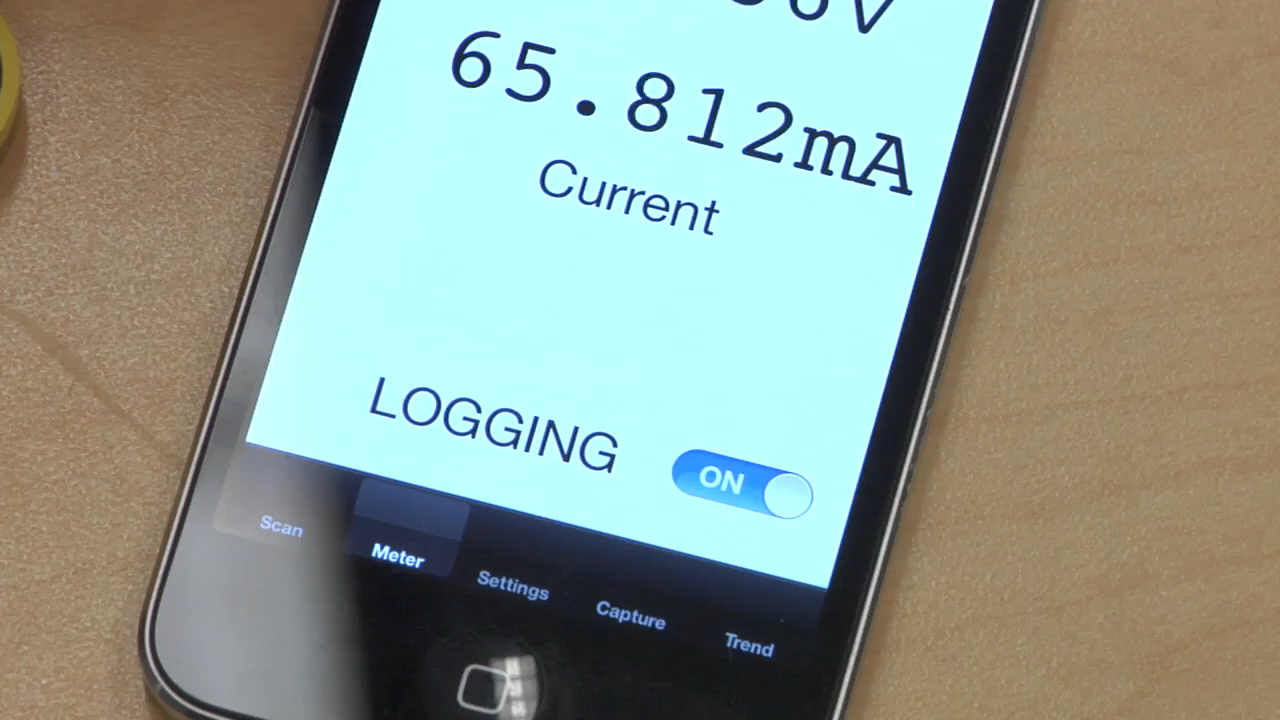 65.812mA
Current
LOGGING
ON
Scan
Meter
Settings
Capture
Trend